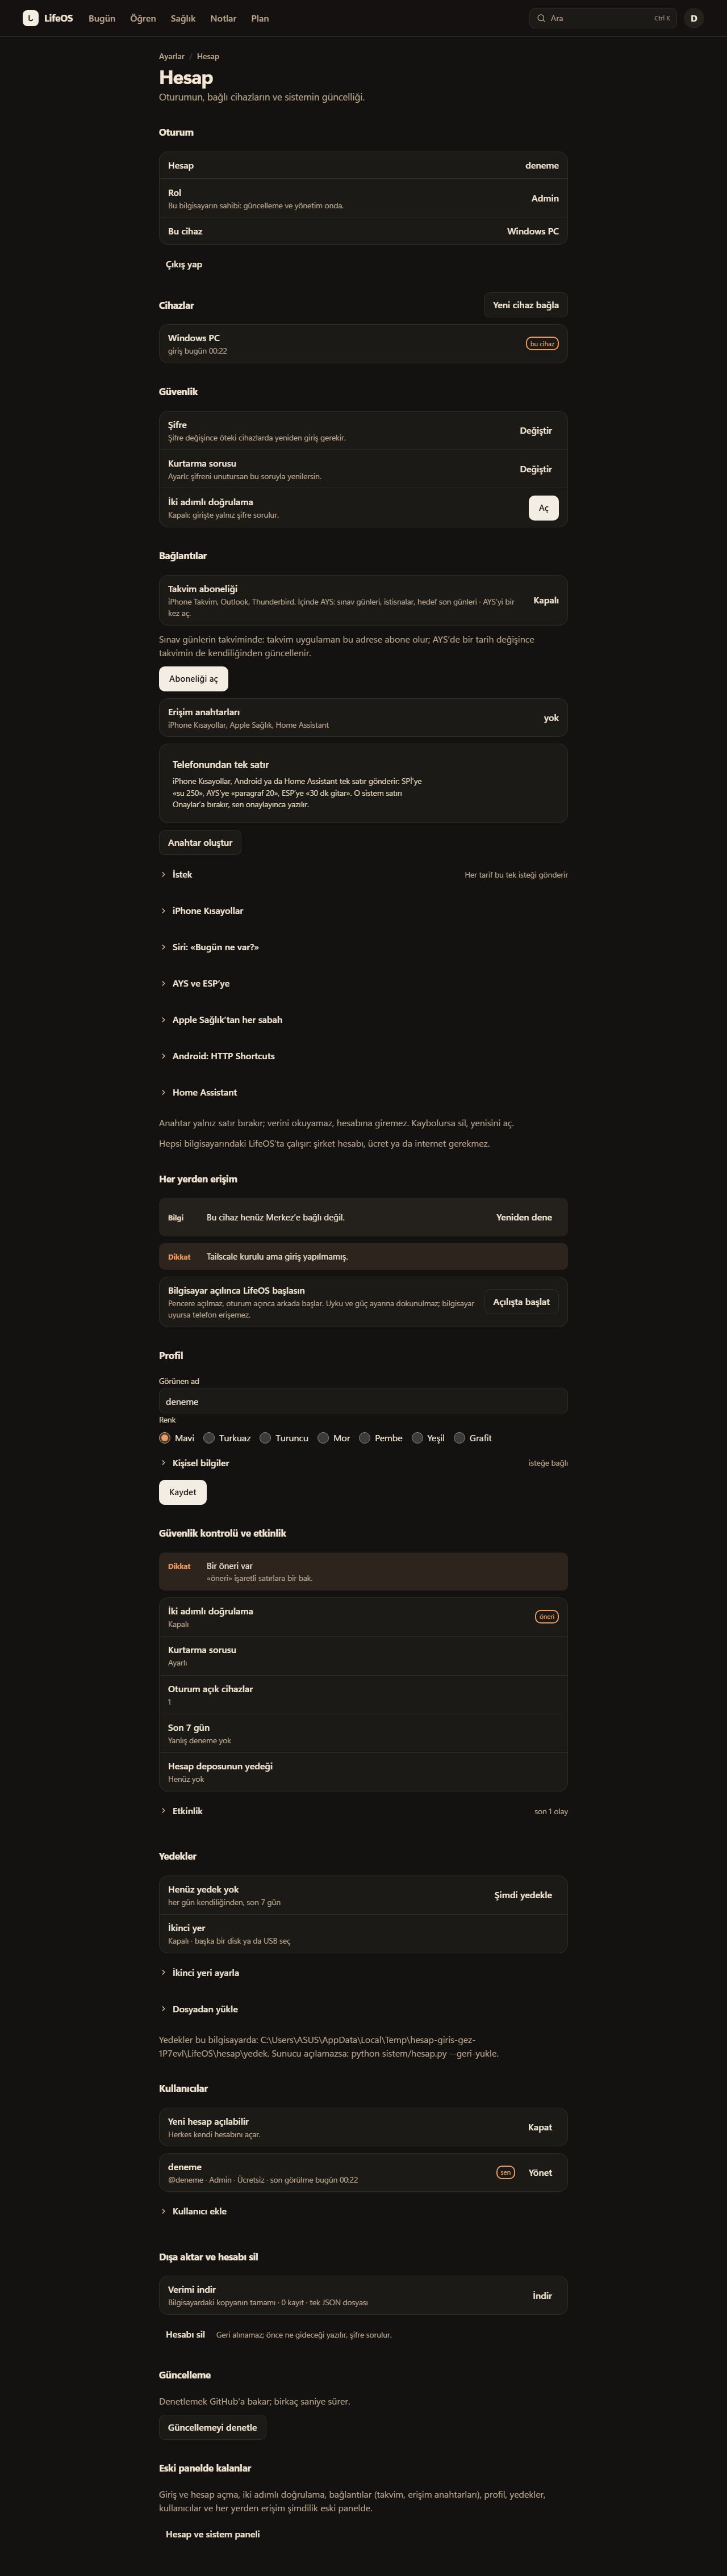 LifeOS Bugün Öğren Sağlık Notlar Plan Ara Ctrl K D
Ayarlar / Hesap
Hesap
Oturumun, bağlı cihazların ve sistemin güncelliği.
Oturum
Hesap deneme
Rol
Bu bilgisayarın sahibi: güncelleme ve yönetim onda.
Admin
Bu cihaz Windows PC
Çıkış yap
Cihazlar Yeni cihaz bağla
Windows PC
giriş bugün 00:22
bu cihaz
Güvenlik
Şifre
Şifre değişince öteki cihazlarda yeniden giriş gerekir.
Değiştir
Kurtarma sorusu
Ayarlı: şifreni unutursan bu soruyla yenilersin.
Değiştir
İki adımlı doğrulama
Kapalı: girişte yalnız şifre sorulur.
Aç
Bağlantılar
Takvim aboneliği
iPhone Takvim, Outlook, Thunderbird. İçinde AYS: sınav günleri, istisnalar, hedef son günleri · AYS'yi bir
kez aç.
Kapalı
Sınav günlerin takviminde: takvim uygulaman bu adrese abone olur; AYS'de bir tarih değişince
takvimin de kendiliğinden güncellenir.
Aboneliği aç
Erişim anahtarları
iPhone Kısayollar, Apple Sağlık, Home Assistant
yok
Telefonundan tek satır
iPhone Kısayollar, Android ya da Home Assistant tek satır gönderir: SPİ'ye
«su 250», AYS'ye «paragraf 20», ESP'ye «30 dk gitar». O sistem satırı
Onaylar'a bırakır, sen onaylayınca yazılır.
Anahtar oluştur
İstek Her tarif bu tek isteği gönderir
iPhone Kısayollar
Siri: «Bugün ne var?»
AYS ve ESP'ye
Apple Sağlık'tan her sabah
Android: HTTP Shortcuts
Home Assistant
Anahtar yalnız satır bırakır; verini okuyamaz, hesabına giremez. Kaybolursa sil, yenisini aç.
Hepsi bilgisayarındaki LifeOS'ta çalışır: şirket hesabı, ücret ya da internet gerekmez.
Her yerden erişim
Bilgi Bu cihaz henüz Merkez'e bağlı değil. Yeniden dene
Dikkat Tailscale kurulu ama giriş yapılmamış.
Bilgisayar açılınca LifeOS başlasın
Pencere açılmaz, oturum açınca arkada başlar. Uyku ve güç ayarına dokunulmaz; bilgisayar
uyursa telefon erişemez.
Açılışta başlat
Profil
Görünen ad
deneme
Renk
Mavi Turkuaz Turuncu Mor Pembe Yeşil Grafit
Kişisel bilgiler isteğe bağlı
Kaydet
Güvenlik kontrolü ve etkinlik
Dikkat Bir öneri var
«öneri» işaretli satırlara bir bak.
İki adımlı doğrulama
Kapalı
öneri
Kurtarma sorusu
Ayarlı
Oturum açık cihazlar
1
Son 7 gün
Yanlış deneme yok
Hesap deposunun yedeği
Henüz yok
Etkinlik son 1 olay
Yedekler
Henüz yedek yok
her gün kendiliğinden, son 7 gün
Şimdi yedekle
İkinci yer
Kapalı · başka bir disk ya da USB seç
İkinci yeri ayarla
Dosyadan yükle
Yedekler bu bilgisayarda: C:\Users\ASUS\AppData\Local\Temp\hesap-giris-gez-
1P7evl\LifeOS\hesap\yedek. Sunucu açılamazsa: python sistem/hesap.py --geri-yukle.
Kullanıcılar
Yeni hesap açılabilir
Herkes kendi hesabını açar.
Kapat
deneme
@deneme · Admin · Ücretsiz · son görülme bugün 00:22
sen Yönet
Kullanıcı ekle
Dışa aktar ve hesabı sil
Verimi indir
Bilgisayardaki kopyanın tamamı · 0 kayıt · tek JSON dosyası
İndir
Hesabı sil Geri alınamaz; önce ne gideceği yazılır, şifre sorulur.
Güncelleme
Denetlemek GitHub'a bakar; birkaç saniye sürer.
Güncellemeyi denetle
Eski panelde kalanlar
Giriş ve hesap açma, iki adımlı doğrulama, bağlantılar (takvim, erişim anahtarları), profil, yedekler,
kullanıcılar ve her yerden erişim şimdilik eski panelde.
Hesap ve sistem paneli